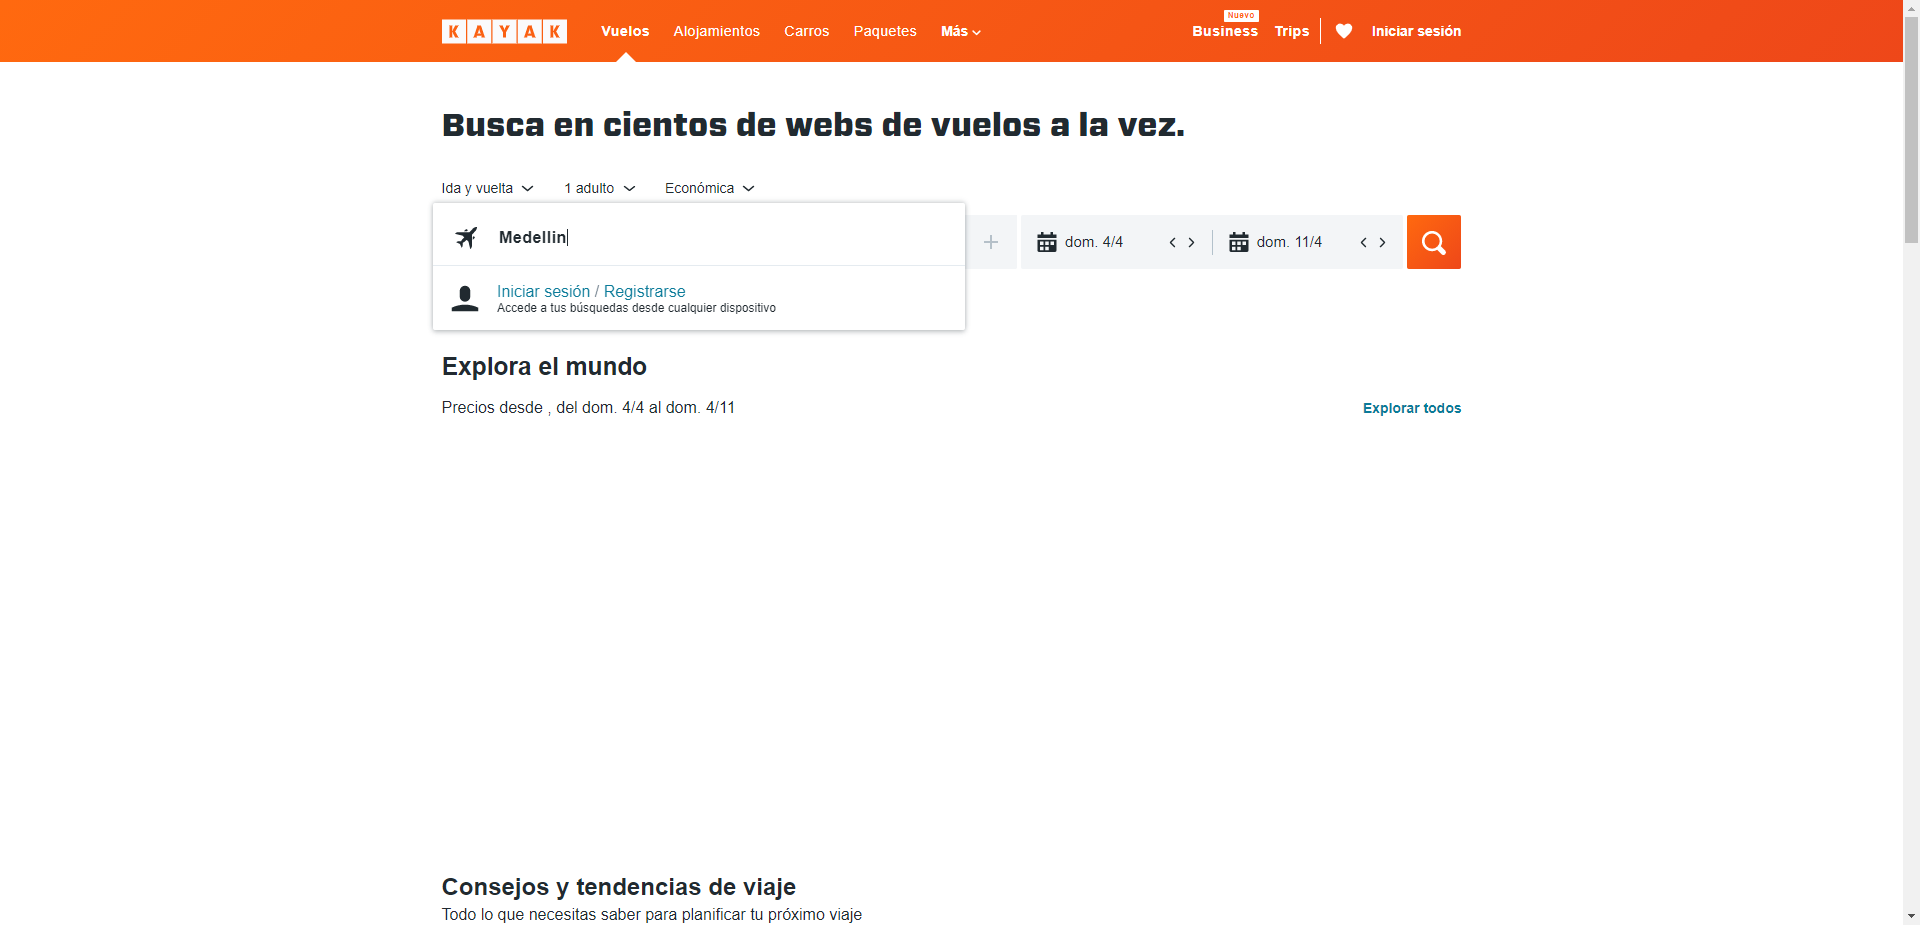 KAYAK
Vuelos Alojamientos Carros Paquetes Más
Nuevo
Business Trips Iniciar sesión
Busca en cientos de webs de vuelos a la vez.
Ida y vuelta 1 adulto Económica
Medellin
dom. 4/4 dom. 11/4
Iniciar sesión / Registrarse
Accede a tus búsquedas desde cualquier dispositivo
Explora el mundo
Precios desde , del dom. 4/4 al dom. 4/11
Explorar todos
Consejos y tendencias de viaje
Todo lo que necesitas saber para planificar tu próximo viaje